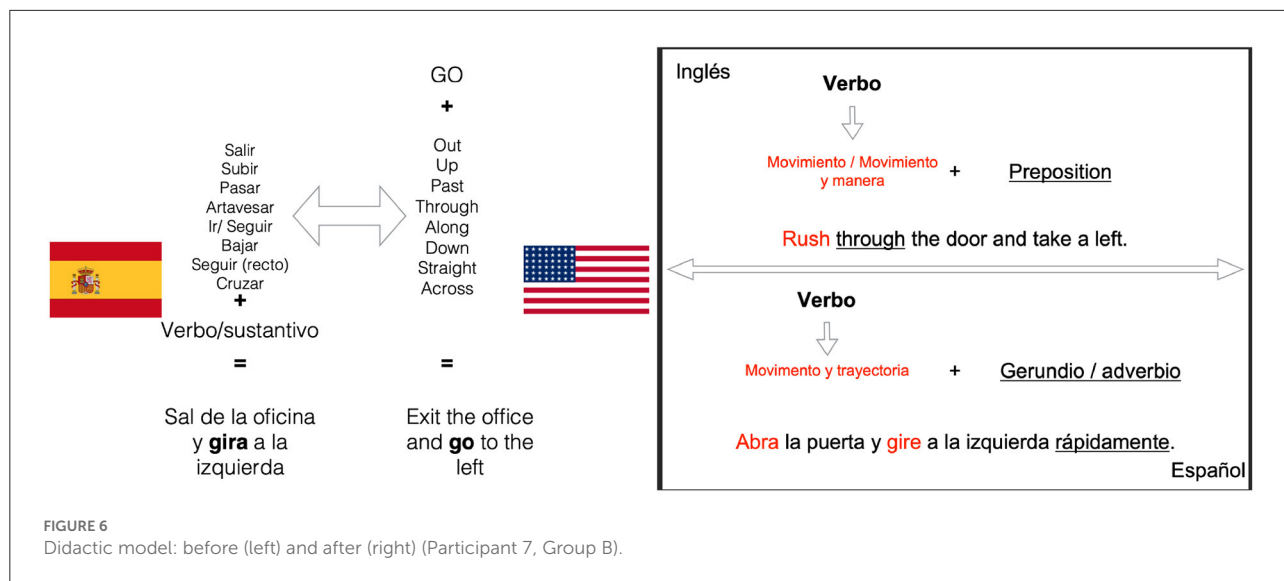 Salir
Subir
Pasar
Artavesar
Ir/ Seguir
Bajar
Seguir (recto)
Cruzar
+
Verbo/sustantivo
=
Sal de la oficina
y gira a la
izquierda
GO
+
Out
Up
Past
Through
Along
Down
Straight
Across
=
Exit the office
and go to the
left
Inglés
Verbo
Movimiento / Movimiento
y manera
+
Preposition
Rush through the door and take a left.
Verbo
Movimento y trayectoria
+
Gerundio / adverbio
Abra la puerta y gire a la izquierda rápidamente.
Español
FIGURE 6
Didactic model: before (left) and after (right) (Participant 7, Group B).